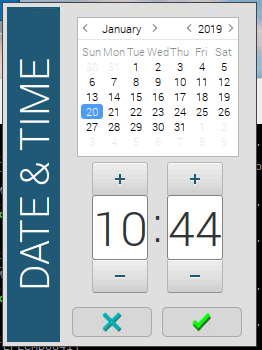 DATE & TIME
January 2019
Sun Mon Tue Wed Thu Fri Sat
30 31 1 2 3 4 5
6 7 8 9 10 11 12
13 14 15 16 17 18 19
20 21 22 23 24 25 26
27 28 29 30 31 1 2
3 4 5 6 7 8 9
+ +
10:44
− −